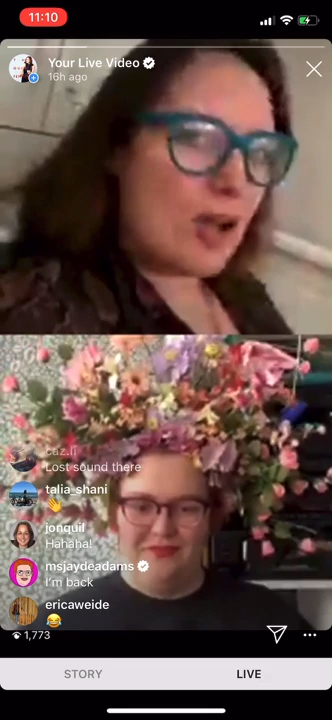 11:10
Your Live Video
16h ago
caz.li
Lost sound there
talia_shani
👋
jonquil
Hahaha!
msjaydeadams
I'm back
ericaweide
😂
1,773
STORY
LIVE